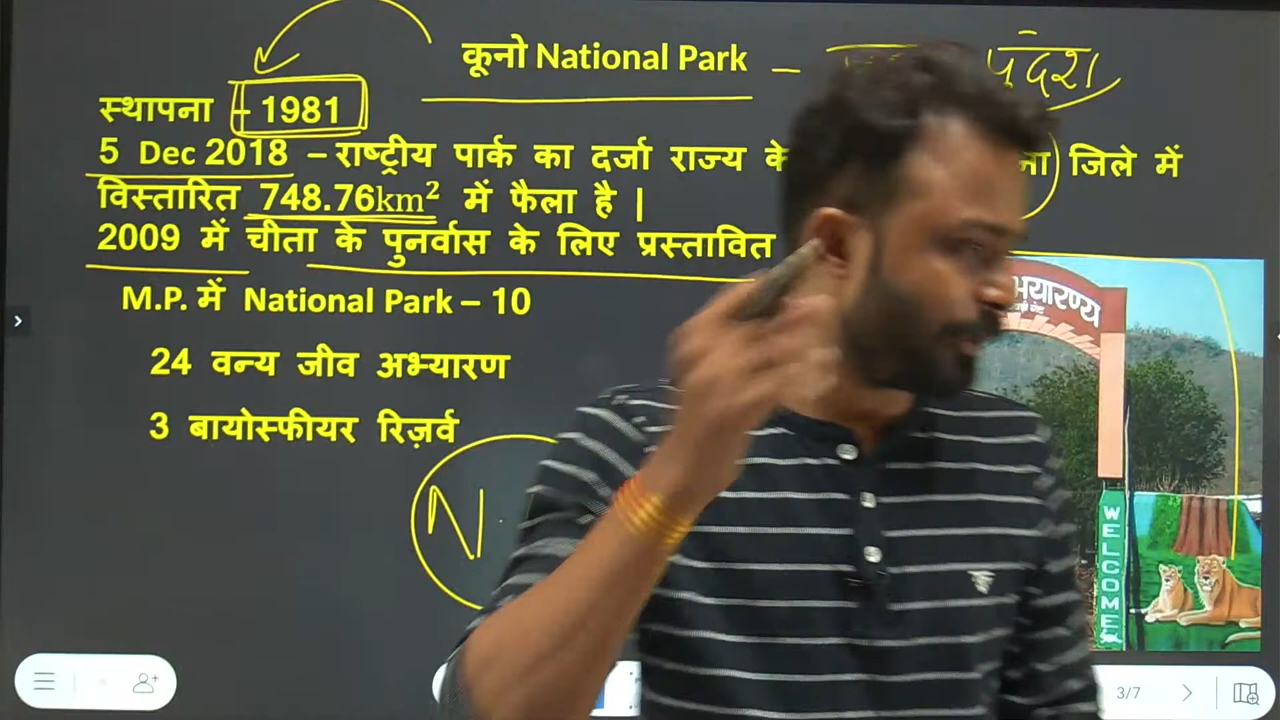 कूनो National Park –
स्थापना – 1981
5 Dec 2018 – राष्ट्रीय पार्क का दर्जा राज्य के जिले में
विस्तारित 748.76km² में फैला है |
2009 में चीता के पुनर्वास के लिए प्रस्तावित
M.P. में National Park – 10
24 वन्य जीव अभ्यारण
3 बायोस्फीयर रिज़र्व
N
WELCOME
3/7